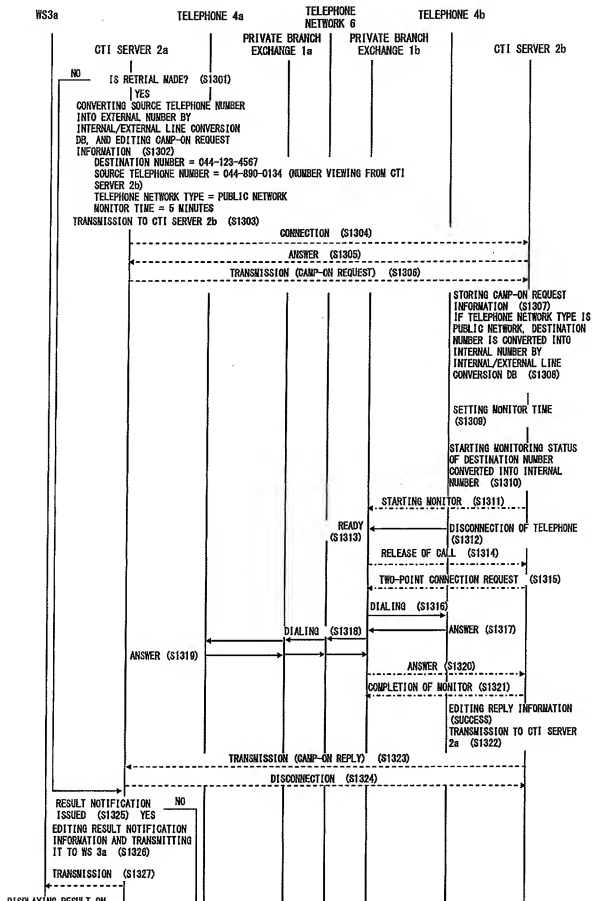 WS3a
TELEPHONE 4a
TELEPHONE
NETWORK 6
TELEPHONE 4b
CTI SERVER 2a
PRIVATE BRANCH
EXCHANGE 1a
PRIVATE BRANCH
EXCHANGE 1b
CTI SERVER 2b
NO
IS RETRIAL MADE? (S1301)
YES
CONVERTING SOURCE TELEPHONE NUMBER
INTO EXTERNAL NUMBER BY
INTERNAL/EXTERNAL LINE CONVERSION
DB, AND EDITING CAMP-ON REQUEST
INFORMATION (S1302)
DESTINATION NUMBER = 044-123-4567
SOURCE TELEPHONE NUMBER = 044-890-0134 (NUMBER VIEWING FROM CTI
SERVER 2b)
TELEPHONE NETWORK TYPE = PUBLIC NETWORK
MONITOR TIME = 5 MINUTES
TRANSMISSION TO CTI SERVER 2b (S1303)
CONNECTION (S1304)
ANSWER (S1305)
TRANSMISSION (CAMP-ON REQUEST) (S1306)
STORING CAMP-ON REQUEST
INFORMATION (S1307)
IF TELEPHONE NETWORK TYPE IS
PUBLIC NETWORK, DESTINATION
NUMBER IS CONVERTED INTO
INTERNAL NUMBER BY
INTERNAL/EXTERNAL LINE
CONVERSION DB (S1308)
SETTING MONITOR TIME
(S1309)
STARTING MONITORING STATUS
OF DESTINATION NUMBER
CONVERTED INTO INTERNAL
NUMBER (S1310)
STARTING MONITOR (S1311)
READY
(S1313)
DISCONNECTION OF TELEPHONE
(S1312)
RELEASE OF CALL (S1314)
TWO-POINT CONNECTION REQUEST (S1315)
DIALING (S1316)
DIALING (S1318)
ANSWER (S1317)
ANSWER (S1319)
ANSWER (S1320)
COMPLETION OF MONITOR (S1321)
EDITING REPLY INFORMATION
(SUCCESS)
TRANSMISSION TO CTI SERVER
2a (S1322)
TRANSMISSION (CAMP-ON REPLY) (S1323)
DISCONNECTION (S1324)
RESULT NOTIFICATION
ISSUED (S1325) YES
NO
EDITING RESULT NOTIFICATION
INFORMATION AND TRANSMITTING
IT TO WS 3a (S1326)
TRANSMISSION (S1327)
DISPLAYING RESULT ON